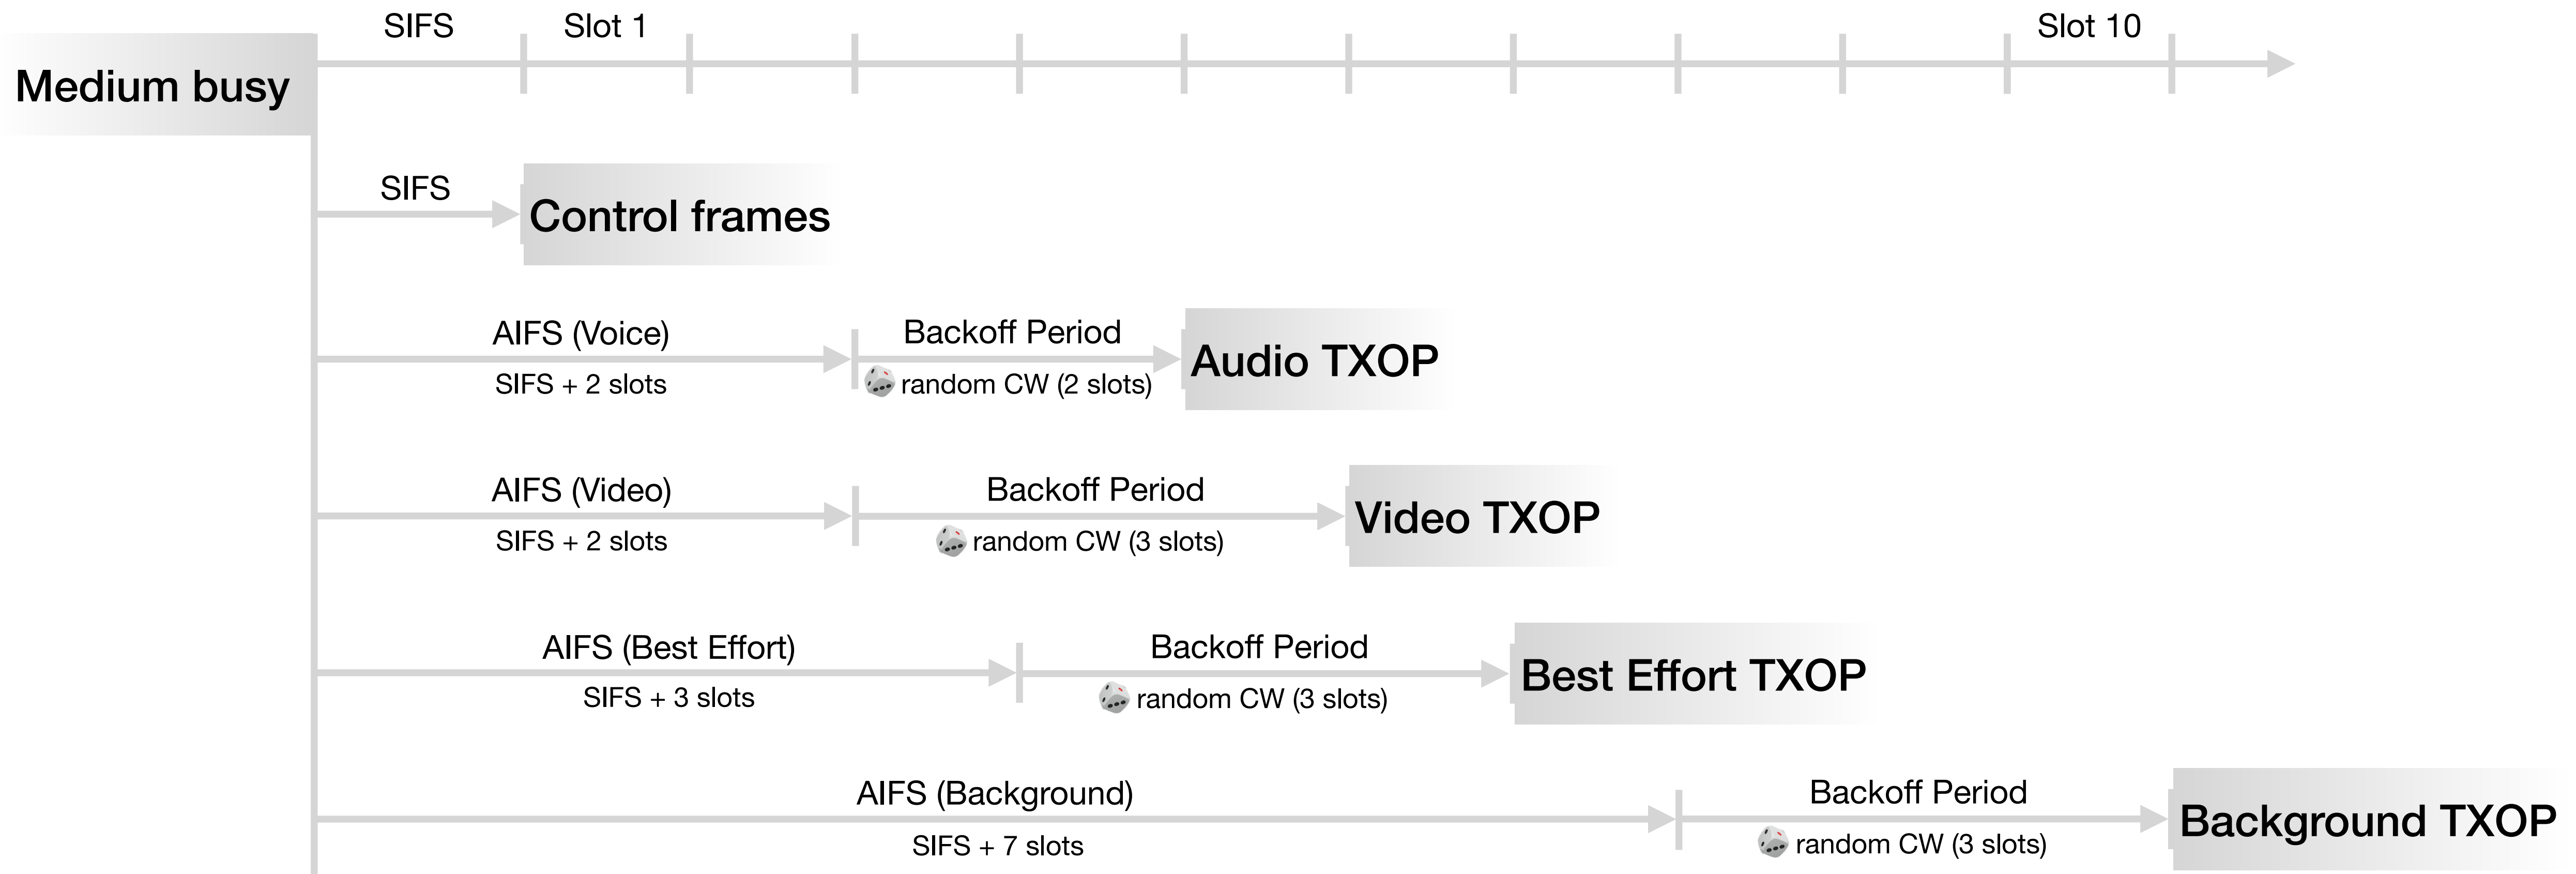 SIFS
Slot 1
Slot 10
Medium busy
SIFS
Control frames
AIFS (Voice)
SIFS + 2 slots
Backoff Period
random CW (2 slots)
Audio TXOP
AIFS (Video)
SIFS + 2 slots
Backoff Period
random CW (3 slots)
Video TXOP
AIFS (Best Effort)
SIFS + 3 slots
Backoff Period
random CW (3 slots)
Best Effort TXOP
AIFS (Background)
SIFS + 7 slots
Backoff Period
random CW (3 slots)
Background TXOP